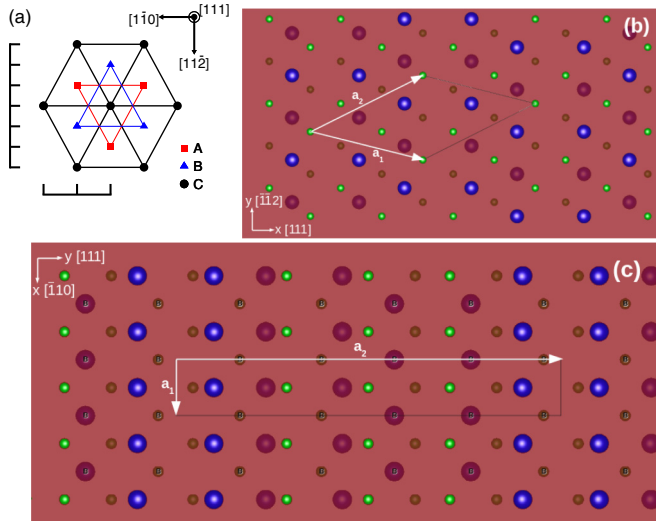 (a)
[111]
[11̄0]
[112̄]
A
B
C
(b)
a₂
a₁
y [1̄1̄2]
x [111]
(c)
y [111]
x [1̄10]
a₂
a₁